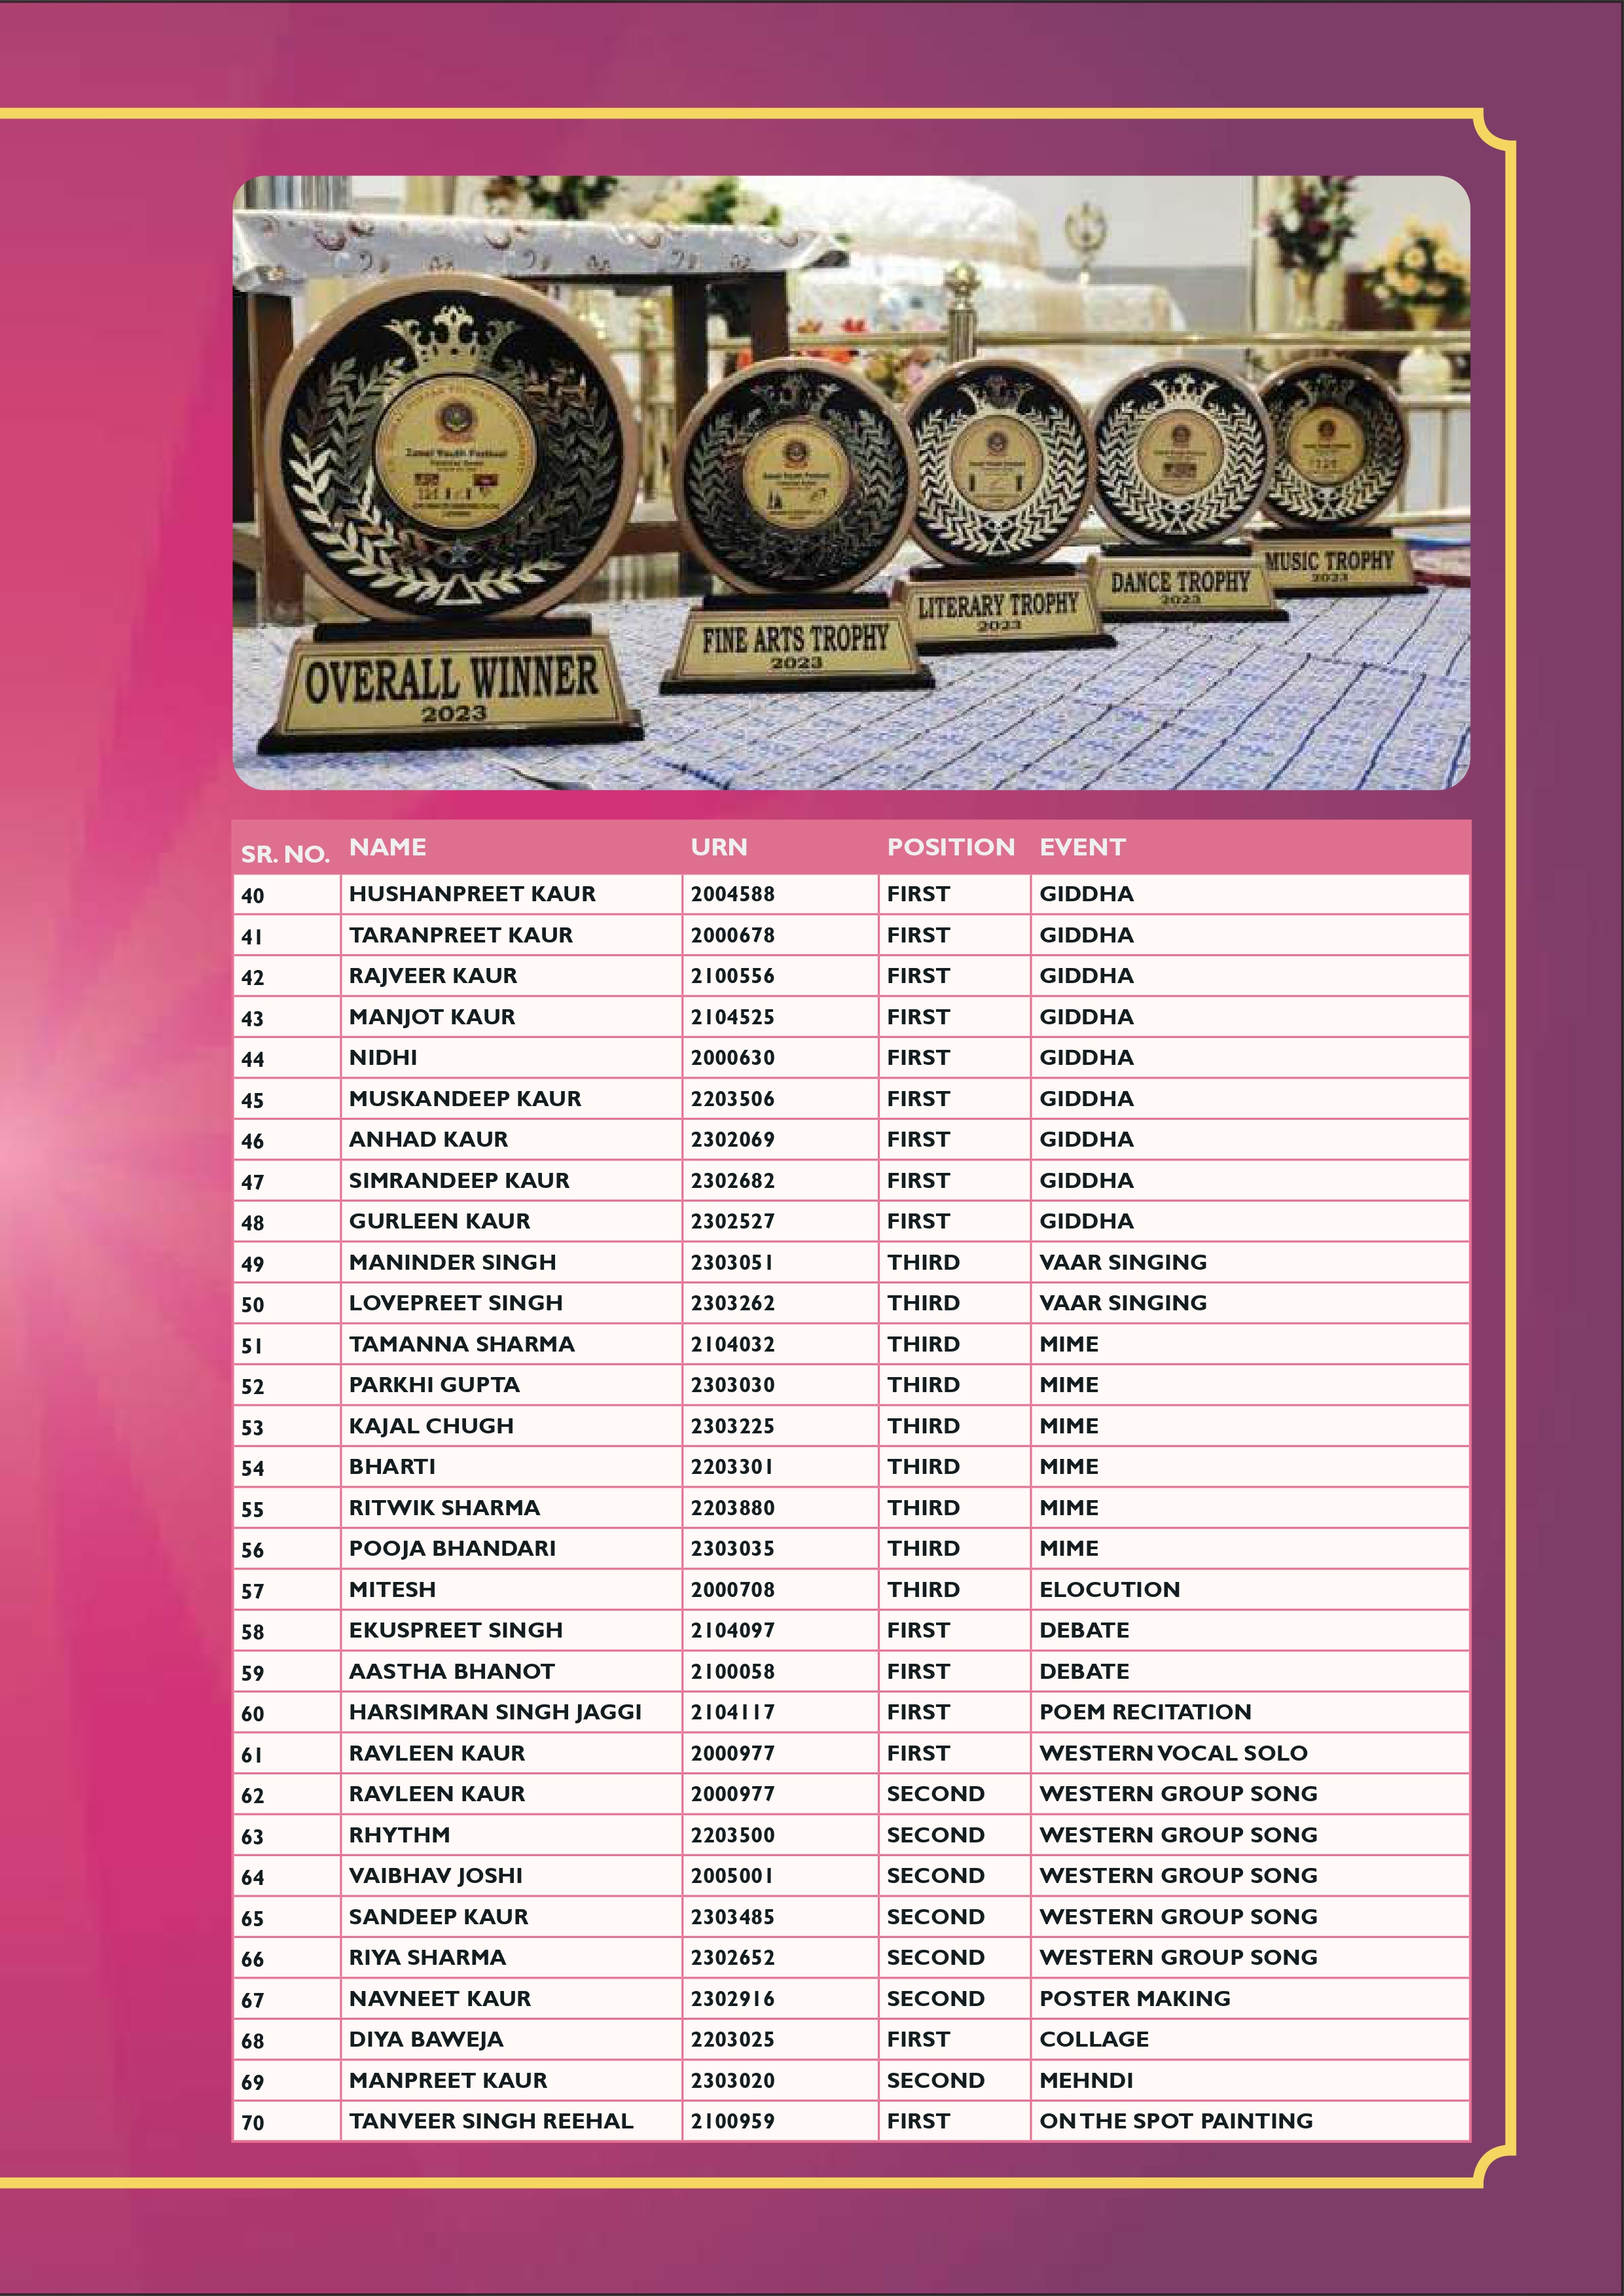 Zonal Youth Festival
OVERALL WINNER
2023
Zonal Youth Festival
FINE ARTS TROPHY
2023
LITERARY TROPHY
2023
DANCE TROPHY
2023
MUSIC TROPHY
2023
SR. NO. NAME URN POSITION EVENT
40 HUSHANPREET KAUR 2004588 FIRST GIDDHA
41 TARANPREET KAUR 2000678 FIRST GIDDHA
42 RAJVEER KAUR 2100556 FIRST GIDDHA
43 MANJOT KAUR 2104525 FIRST GIDDHA
44 NIDHI 2000630 FIRST GIDDHA
45 MUSKANDEEP KAUR 2203506 FIRST GIDDHA
46 ANHAD KAUR 2302069 FIRST GIDDHA
47 SIMRANDEEP KAUR 2302682 FIRST GIDDHA
48 GURLEEN KAUR 2302527 FIRST GIDDHA
49 MANINDER SINGH 2303051 THIRD VAAR SINGING
50 LOVEPREET SINGH 2303262 THIRD VAAR SINGING
51 TAMANNA SHARMA 2104032 THIRD MIME
52 PARKHI GUPTA 2303030 THIRD MIME
53 KAJAL CHUGH 2303225 THIRD MIME
54 BHARTI 2203301 THIRD MIME
55 RITWIK SHARMA 2203880 THIRD MIME
56 POOJA BHANDARI 2303035 THIRD MIME
57 MITESH 2000708 THIRD ELOCUTION
58 EKUSPREET SINGH 2104097 FIRST DEBATE
59 AASTHA BHANOT 2100058 FIRST DEBATE
60 HARSIMRAN SINGH JAGGI 2104117 FIRST POEM RECITATION
61 RAVLEEN KAUR 2000977 FIRST WESTERN VOCAL SOLO
62 RAVLEEN KAUR 2000977 SECOND WESTERN GROUP SONG
63 RHYTHM 2203500 SECOND WESTERN GROUP SONG
64 VAIBHAV JOSHI 2005001 SECOND WESTERN GROUP SONG
65 SANDEEP KAUR 2303485 SECOND WESTERN GROUP SONG
66 RIYA SHARMA 2302652 SECOND WESTERN GROUP SONG
67 NAVNEET KAUR 2302916 SECOND POSTER MAKING
68 DIYA BAWEJA 2203025 FIRST COLLAGE
69 MANPREET KAUR 2303020 SECOND MEHNDI
70 TANVEER SINGH REEHAL 2100959 FIRST ON THE SPOT PAINTING